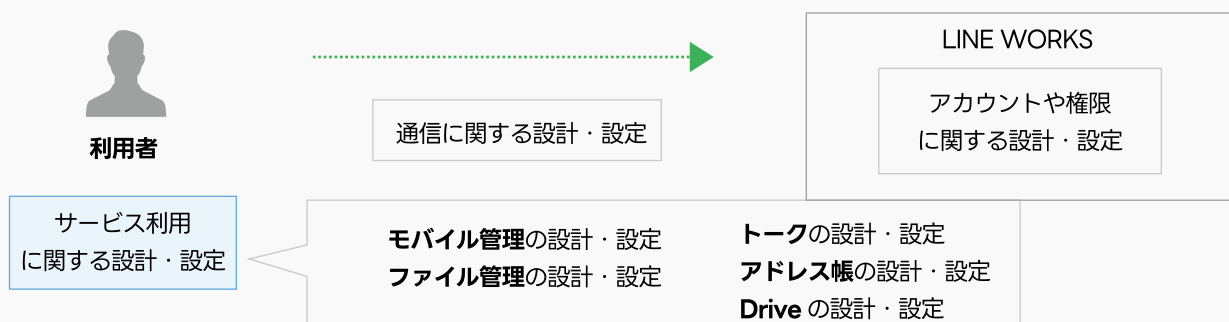 利用者
通信に関する設計・設定
LINE WORKS
アカウントや権限
に関する設計・設定
サービス利用
に関する設計・設定
モバイル管理の設計・設定
ファイル管理の設計・設定
トークの設計・設定
アドレス帳の設計・設定
Drive の設計・設定